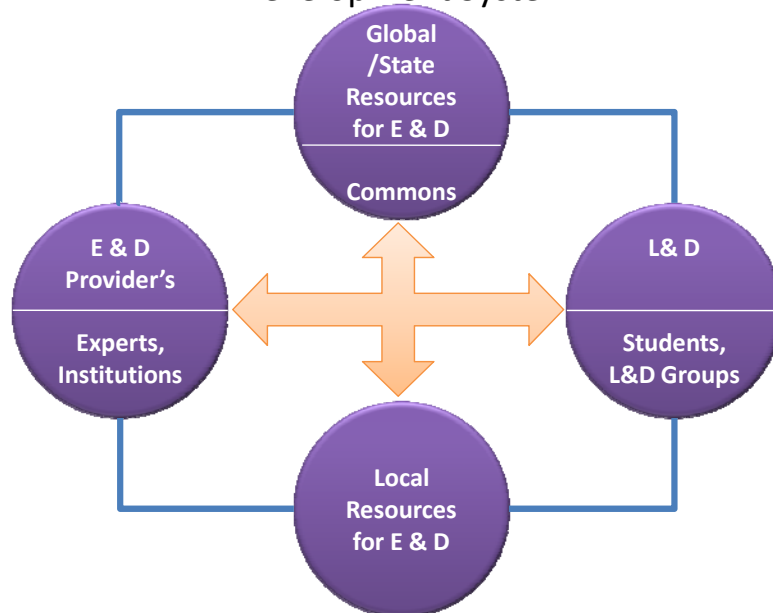 Global
/State
Resources
for E & D
Commons
E & D
Provider’s
Experts,
Institutions
L& D
Students,
L&D Groups
Local
Resources
for E & D